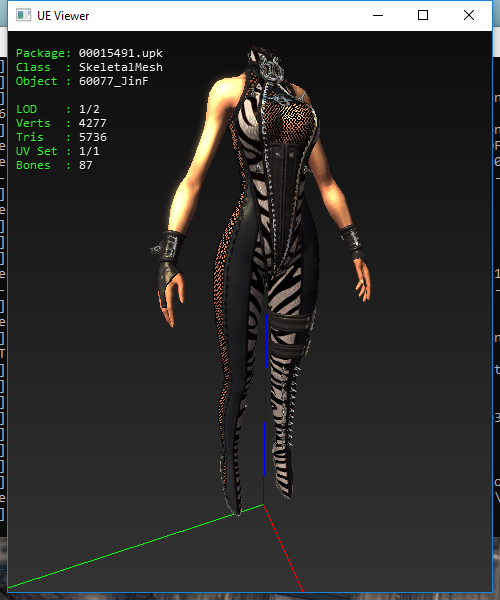 UE Viewer
Package: 00015491.upk
Class : SkeletalMesh
Object : 60077_JinF
LOD : 1/2
Verts : 4277
Tris : 5736
UV Set : 1/1
Bones : 87